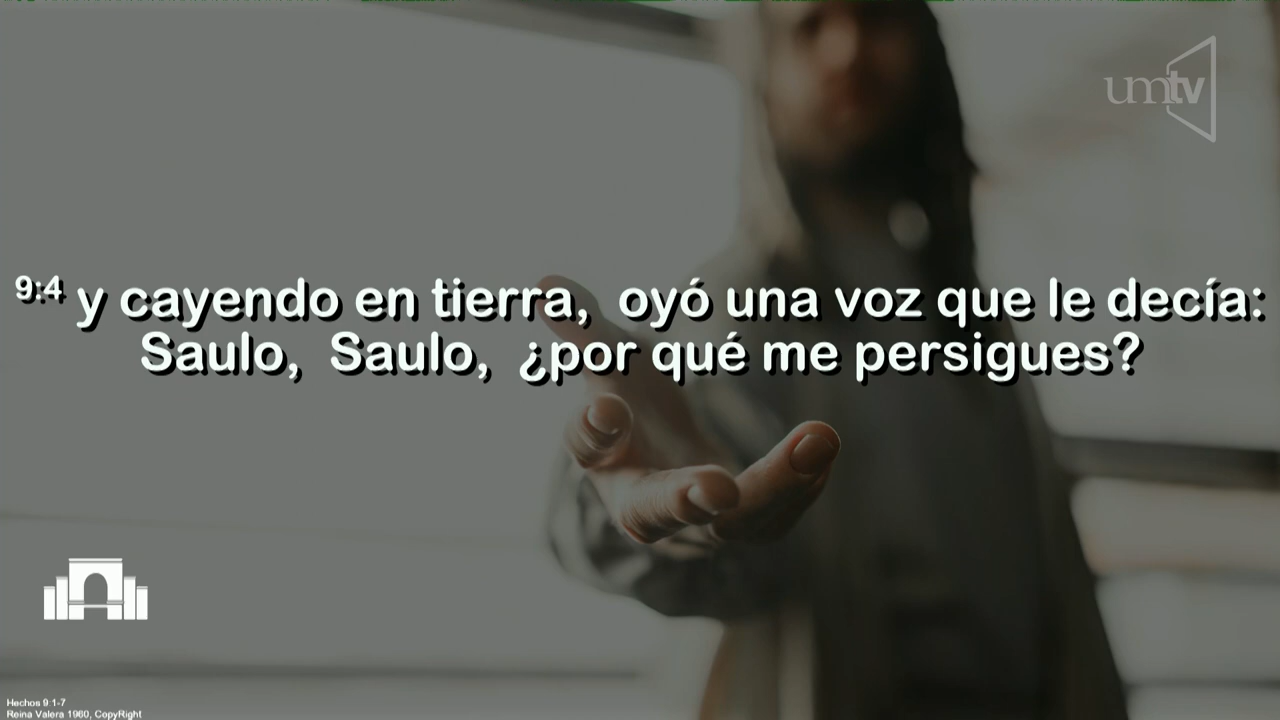 umtv
9:4 y cayendo en tierra, oyó una voz que le decía:
Saulo, Saulo, ¿por qué me persigues?
Hechos 9:1-7
Reina Valera 1960, CopyRight